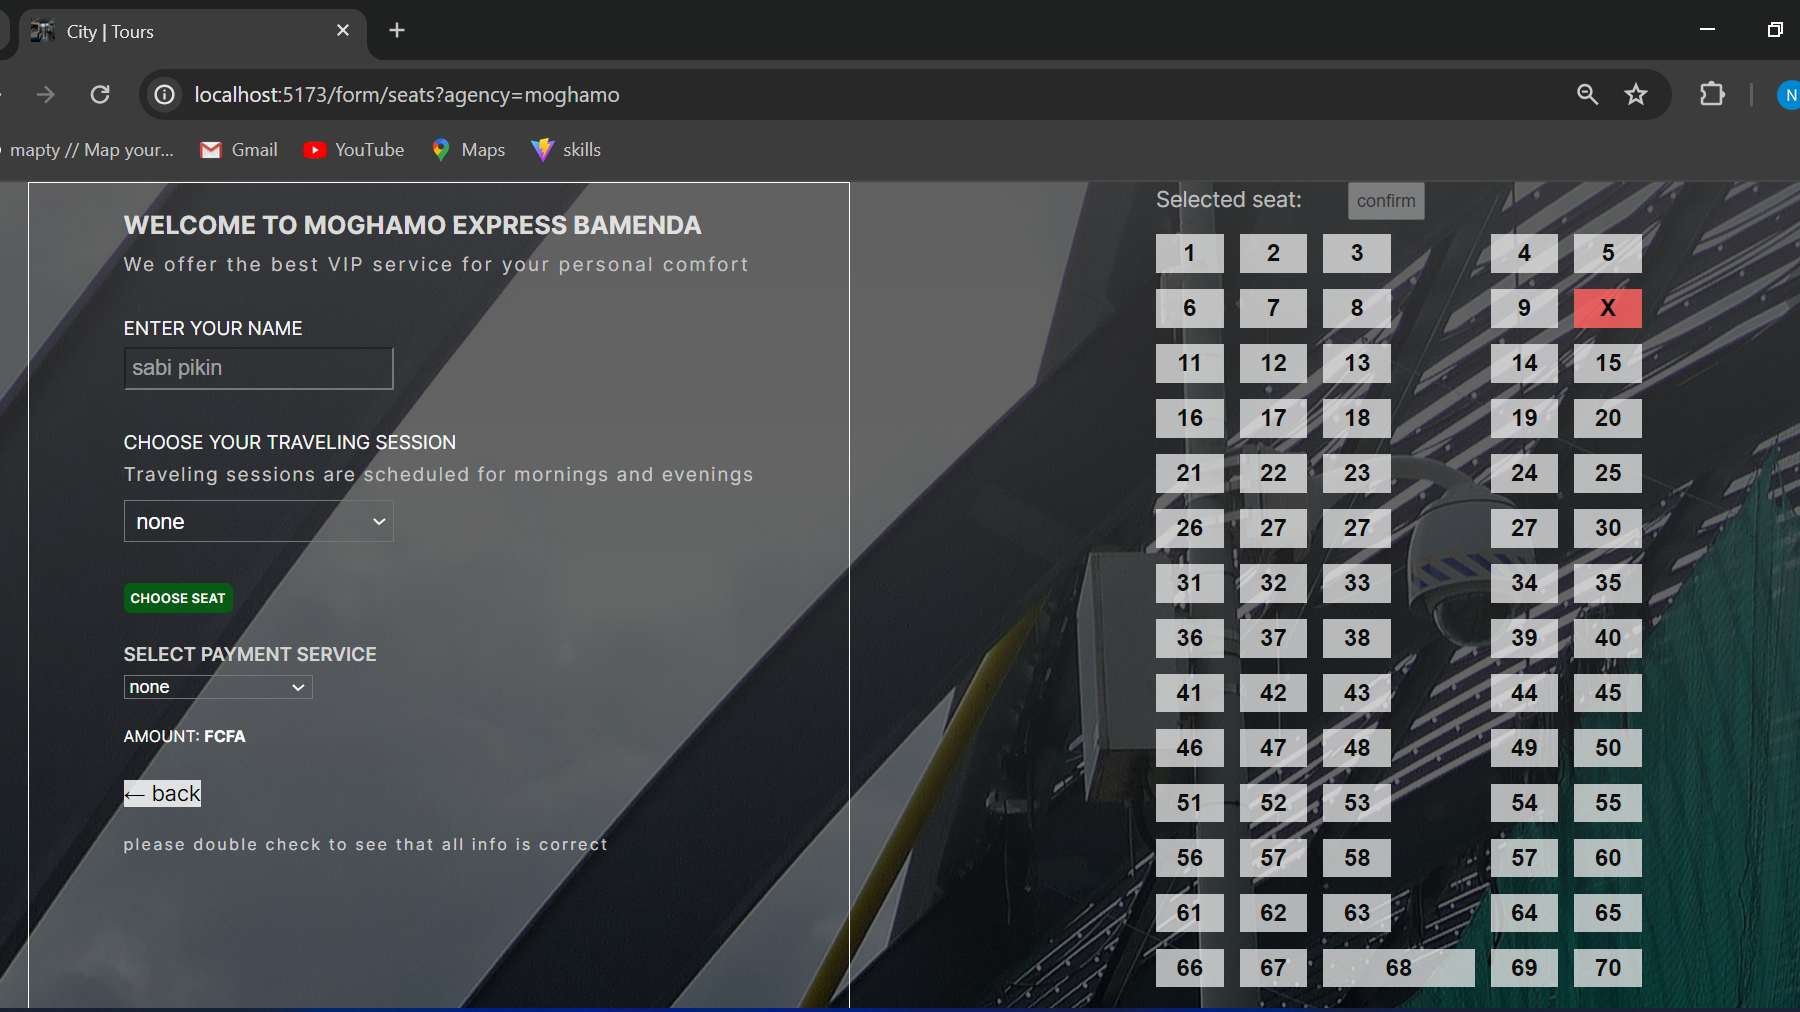 City | Tours
localhost:5173/form/seats?agency=moghamo
N
mapty // Map your...
Gmail
YouTube
Maps
skills
WELCOME TO MOGHAMO EXPRESS BAMENDA
We offer the best VIP service for your personal comfort
ENTER YOUR NAME
sabi pikin
CHOOSE YOUR TRAVELING SESSION
Traveling sessions are scheduled for mornings and evenings
none
CHOOSE SEAT
SELECT PAYMENT SERVICE
none
AMOUNT: FCFA
← back
please double check to see that all info is correct
Selected seat: confirm
1 2 3 4 5
6 7 8 9 X
11 12 13 14 15
16 17 18 19 20
21 22 23 24 25
26 27 27 27 30
31 32 33 34 35
36 37 38 39 40
41 42 43 44 45
46 47 48 49 50
51 52 53 54 55
56 57 58 57 60
61 62 63 64 65
66 67 68 69 70